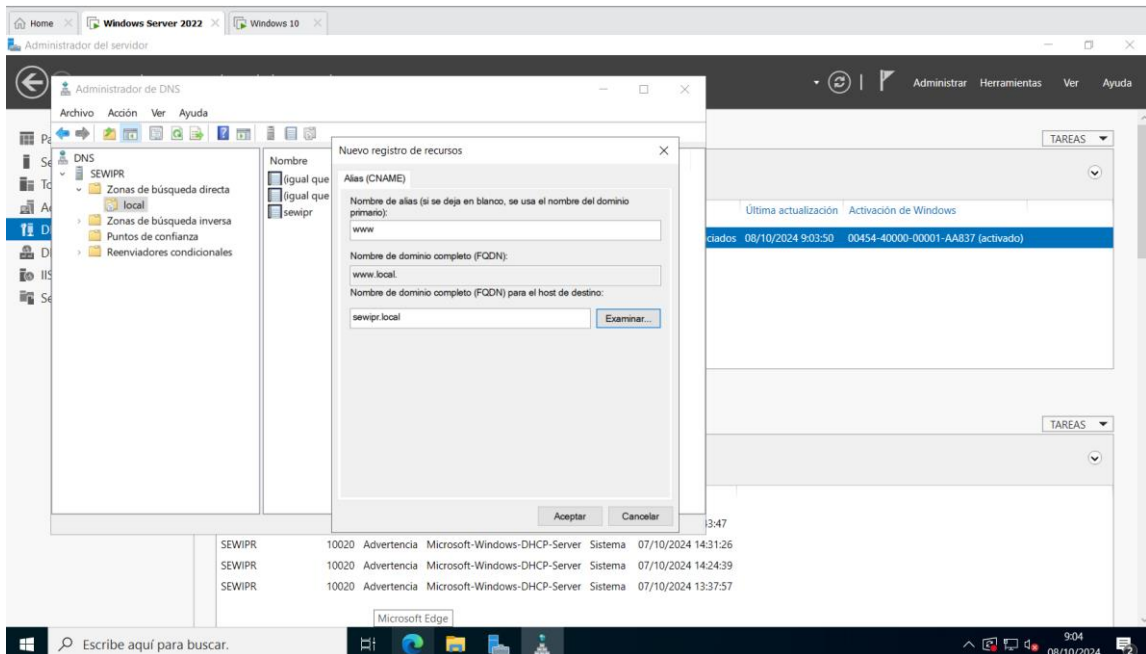 Home
Windows Server 2022
Windows 10
Administrador del servidor
Administrar Herramientas Ver Ayuda
Administrador de DNS
Archivo Acción Ver Ayuda
DNS
SEWIPR
Zonas de búsqueda directa
local
Zonas de búsqueda inversa
Puntos de confianza
Reenviadores condicionales
Nombre
(igual que
(igual que
sewipr
Nuevo registro de recursos
Alias (CNAME)
Nombre de alias (si se deja en blanco, se usa el nombre del dominio
primario):
www
Nombre de dominio completo (FQDN):
www.local.
Nombre de dominio completo (FQDN) para el host de destino:
sewipr.local
Examinar...
Aceptar Cancelar
TAREAS
Última actualización Activación de Windows
ciados 08/10/2024 9:03:50 00454-40000-00001-AA837 (activado)
TAREAS
3:47
SEWIPR 10020 Advertencia Microsoft-Windows-DHCP-Server Sistema 07/10/2024 14:31:26
SEWIPR 10020 Advertencia Microsoft-Windows-DHCP-Server Sistema 07/10/2024 14:24:39
SEWIPR 10020 Advertencia Microsoft-Windows-DHCP-Server Sistema 07/10/2024 13:37:57
Microsoft Edge
Escribe aquí para buscar.
9:04
08/10/2024